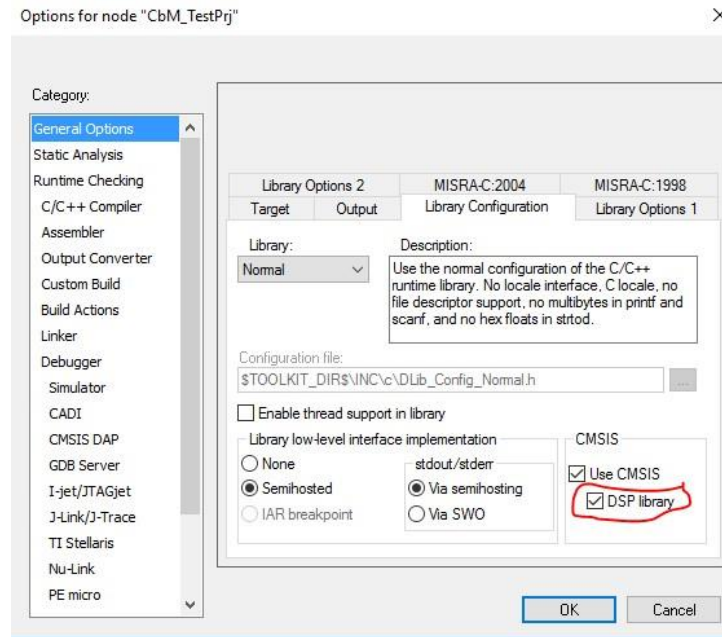 Options for node "CbM_TestPrj"
Category:
General Options
Static Analysis
Runtime Checking
C/C++ Compiler
Assembler
Output Converter
Custom Build
Build Actions
Linker
Debugger
Simulator
CADI
CMSIS DAP
GDB Server
I-jet/JTAGjet
J-Link/J-Trace
TI Stellaris
Nu-Link
PE micro
Library Options 2
MISRA-C:2004
MISRA-C:1998
Target
Output
Library Configuration
Library Options 1
Library:
Normal
Description:
Use the normal configuration of the C/C++
runtime library. No locale interface, C locale, no
file descriptor support, no multibytes in printf and
scanf, and no hex floats in strtod.
Configuration file:
$TOOLKIT_DIR$\INC\c\DLib_Config_Normal.h
...
Enable thread support in library
Library low-level interface implementation
None
Semihosted
IAR breakpoint
stdout/stderr
Via semihosting
Via SWO
CMSIS
Use CMSIS
DSP library
OK
Cancel